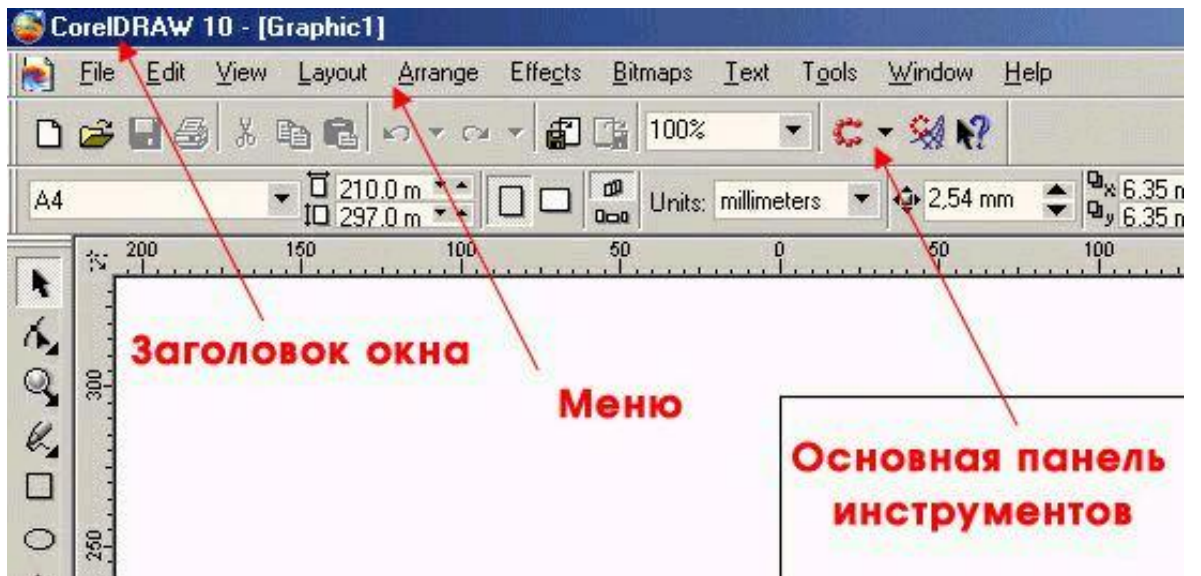 CorelDRAW 10 - [Graphic1]
File Edit View Layout Arrange Effects Bitmaps Text Tools Window Help
100%
A4 210.0 m Units: millimeters 2,54 mm x 6.35 m
297.0 m y 6.35 m
200 150 100 50 0 50 100
Заголовок окна
300
Меню
Основная панель
инструментов
250